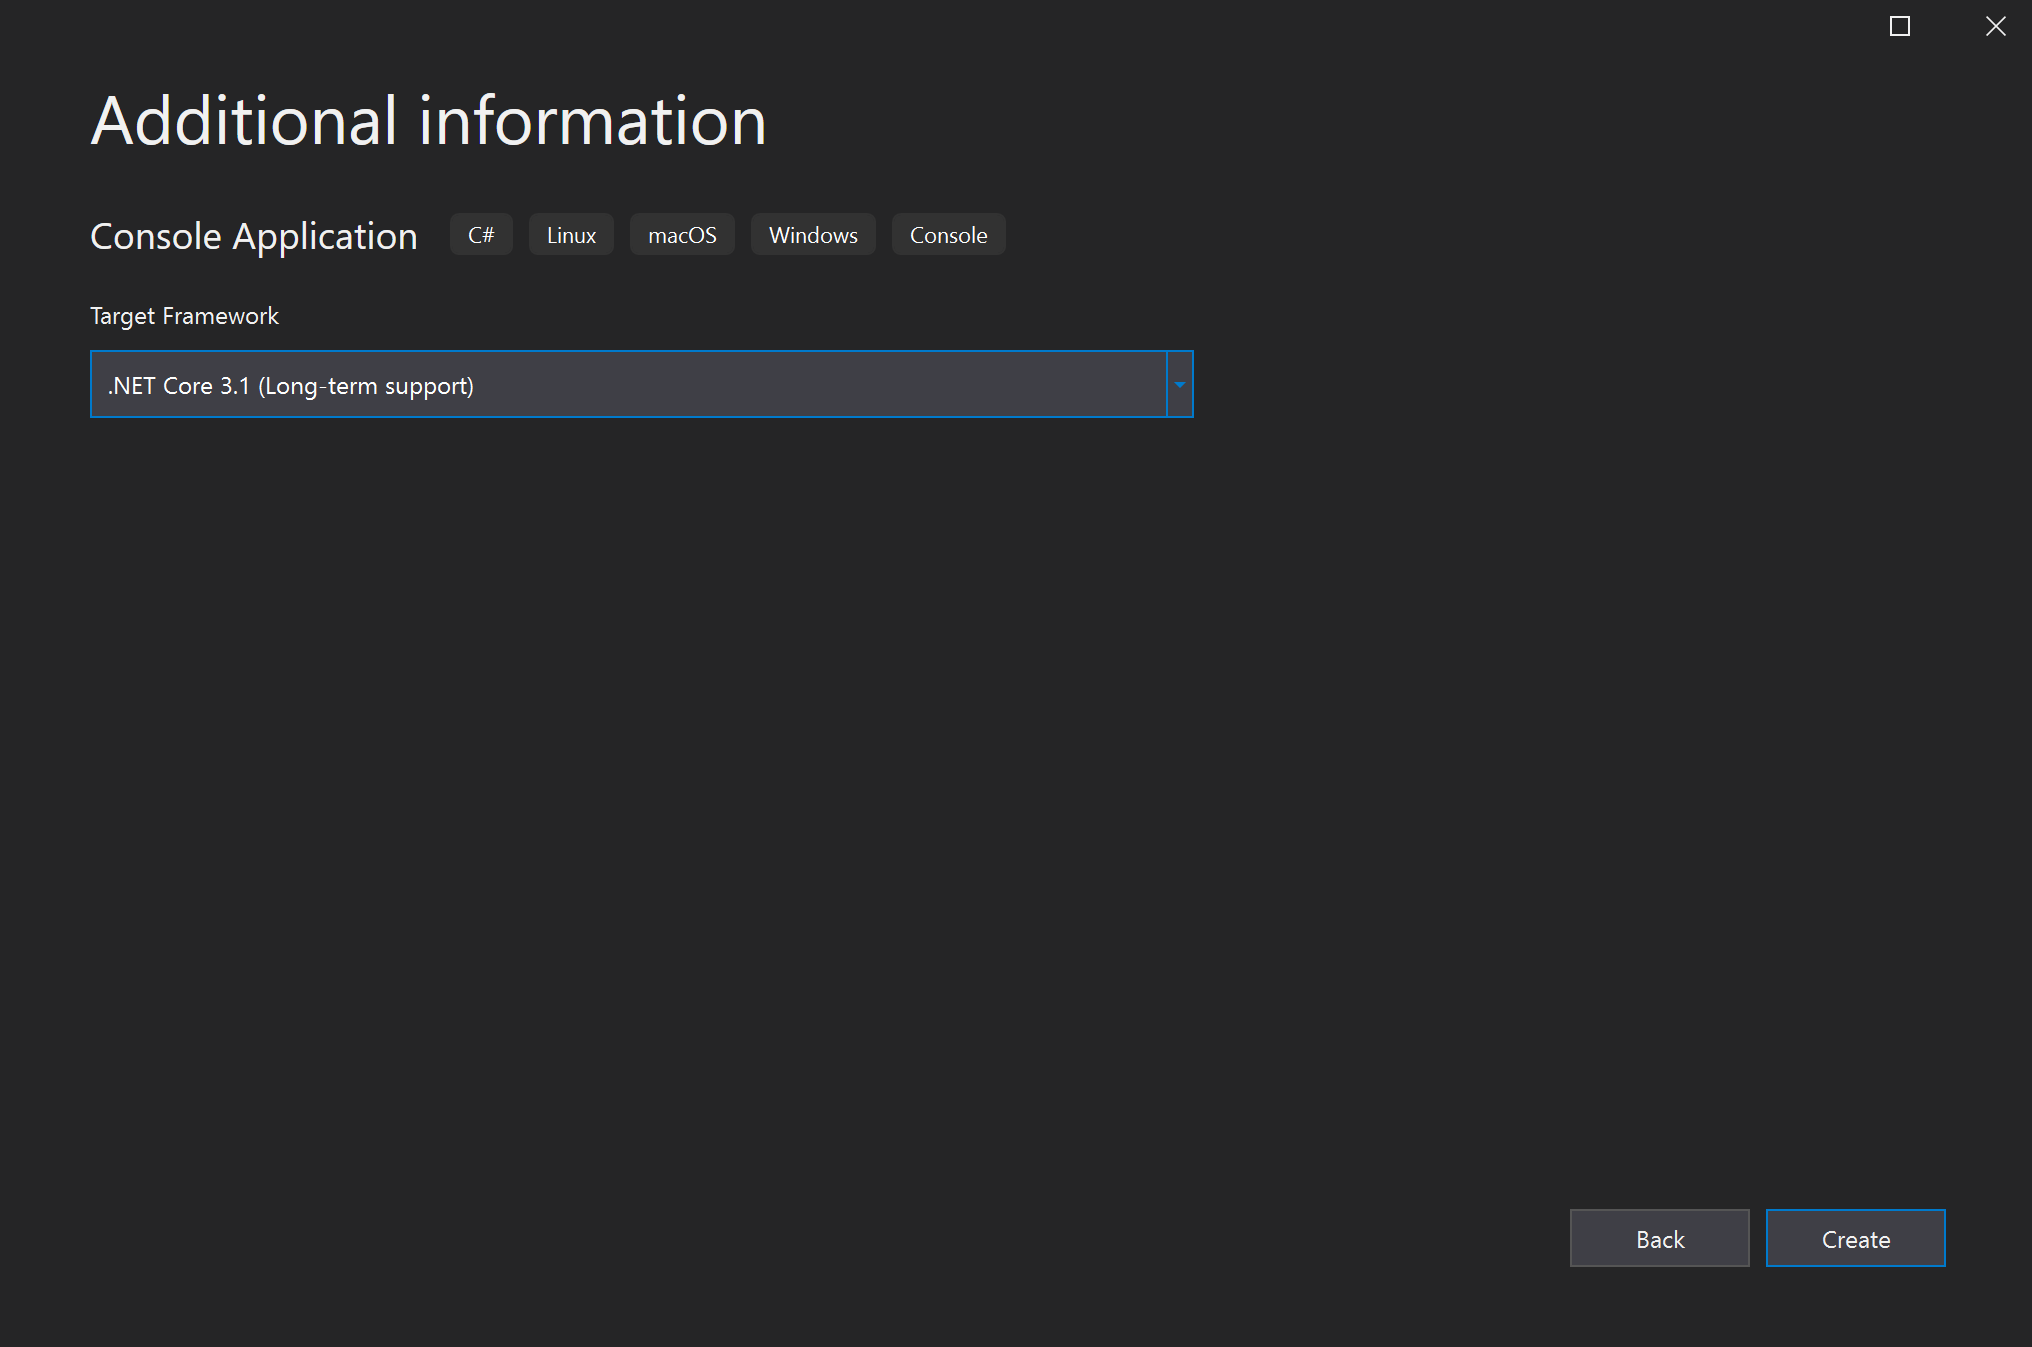 Additional information
Console Application C# Linux macOS Windows Console
Target Framework
.NET Core 3.1 (Long-term support)
Back Create